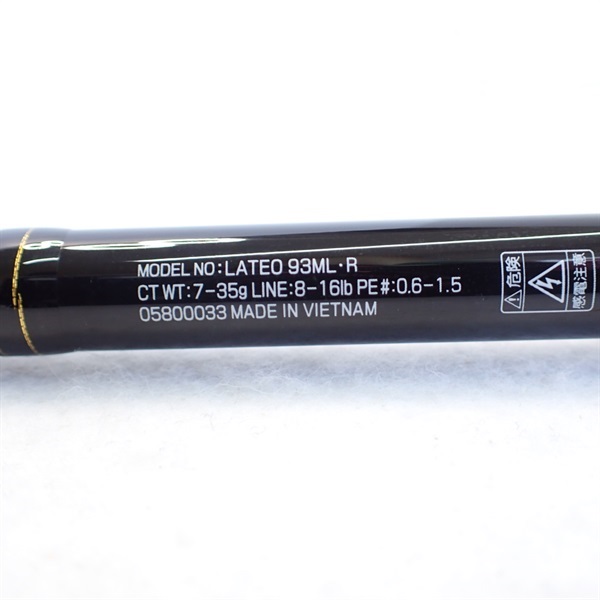 MODEL NO:LATEO 93ML・R
CT WT:7-35g LINE:8-16lb PE#:0.6-1.5
05800033 MADE IN VIETNAM
危険
感電注意